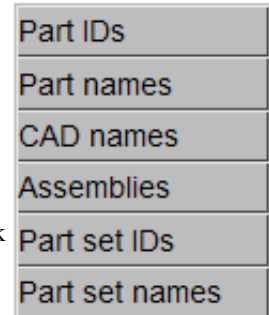 Part IDs
Part names
CAD names
Assemblies
k Part set IDs
Part set names